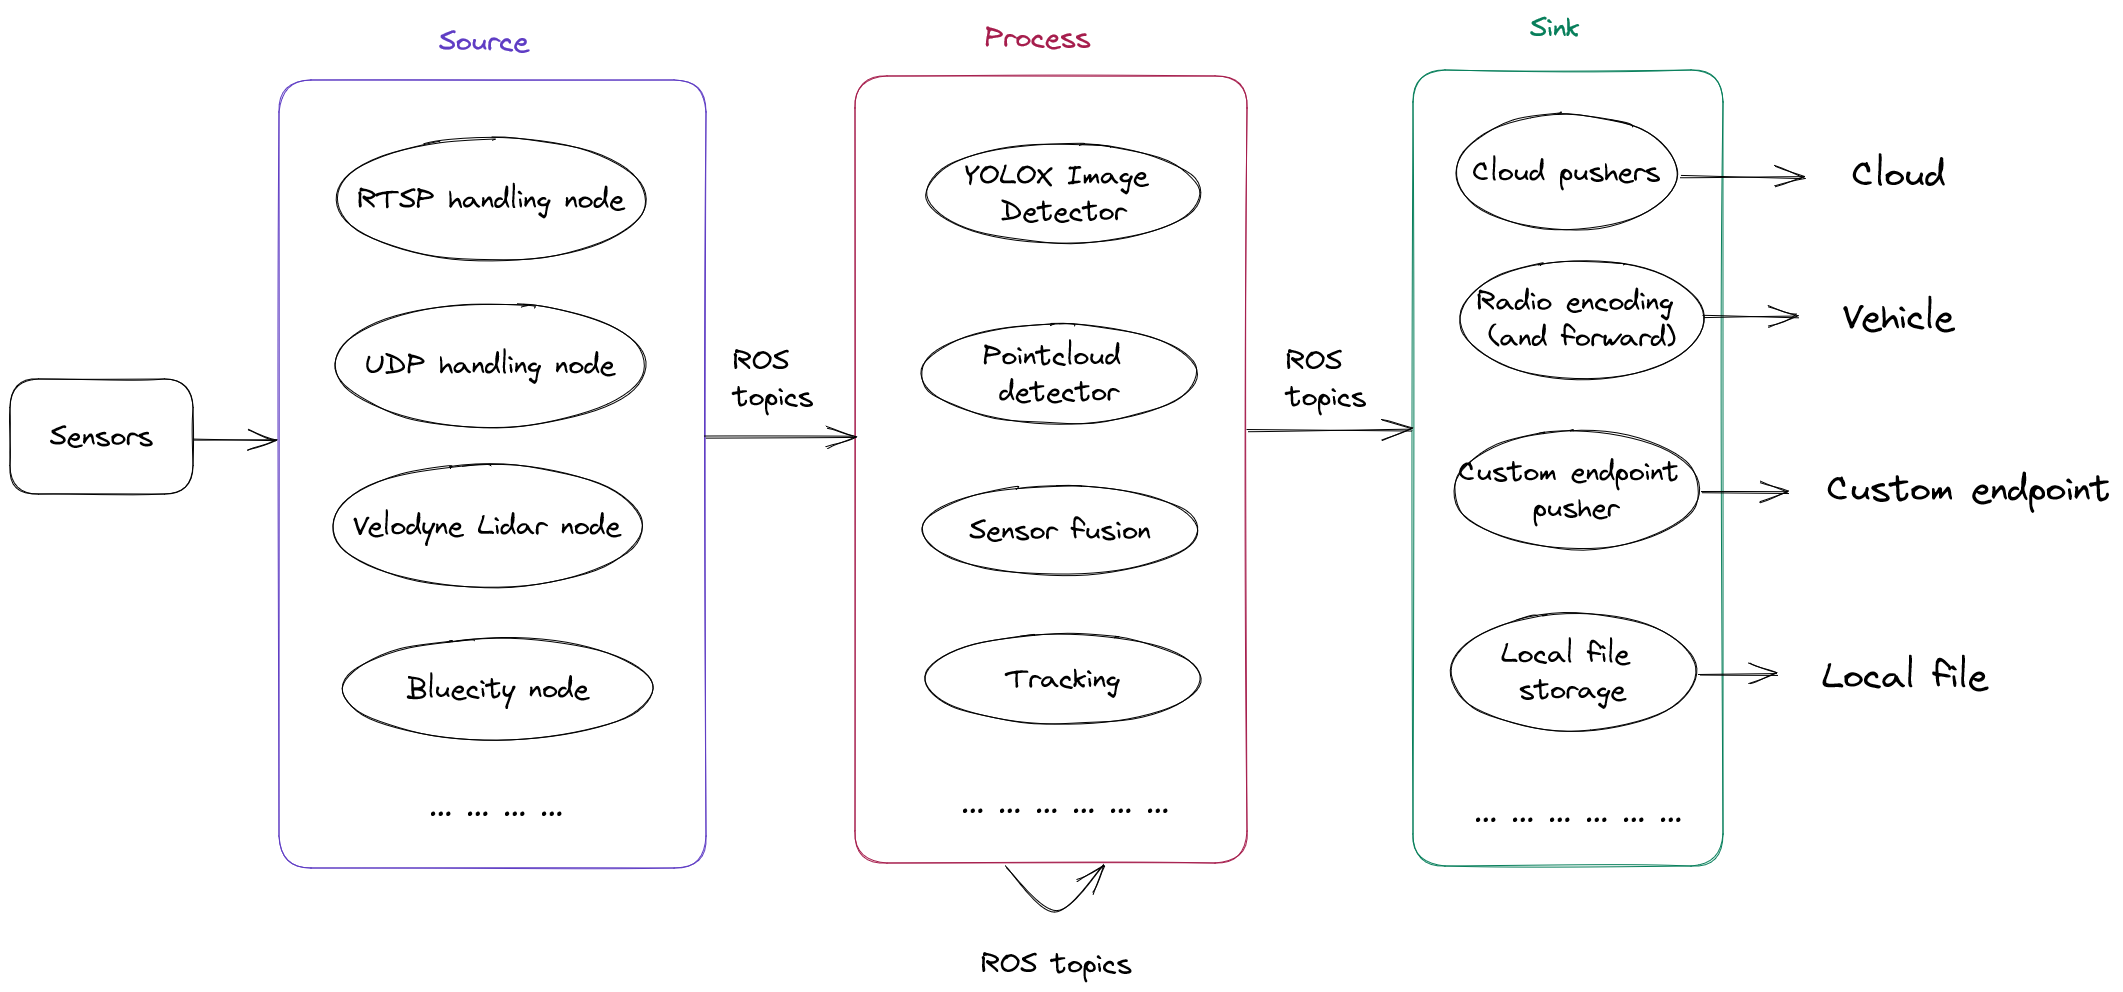 Source
Process
Sink
Sensors
RTSP handling node
UDP handling node
Velodyne Lidar node
Bluecity node
... ... ... ...
ROS
topics
YOLOX Image
Detector
Pointcloud
detector
Sensor fusion
Tracking
... ... ... ... ... ...
ROS topics
ROS
topics
Cloud pushers
Radio encoding
(and forward)
Custom endpoint
pusher
Local file
storage
... ... ... ... ... ...
Cloud
Vehicle
Custom endpoint
Local file